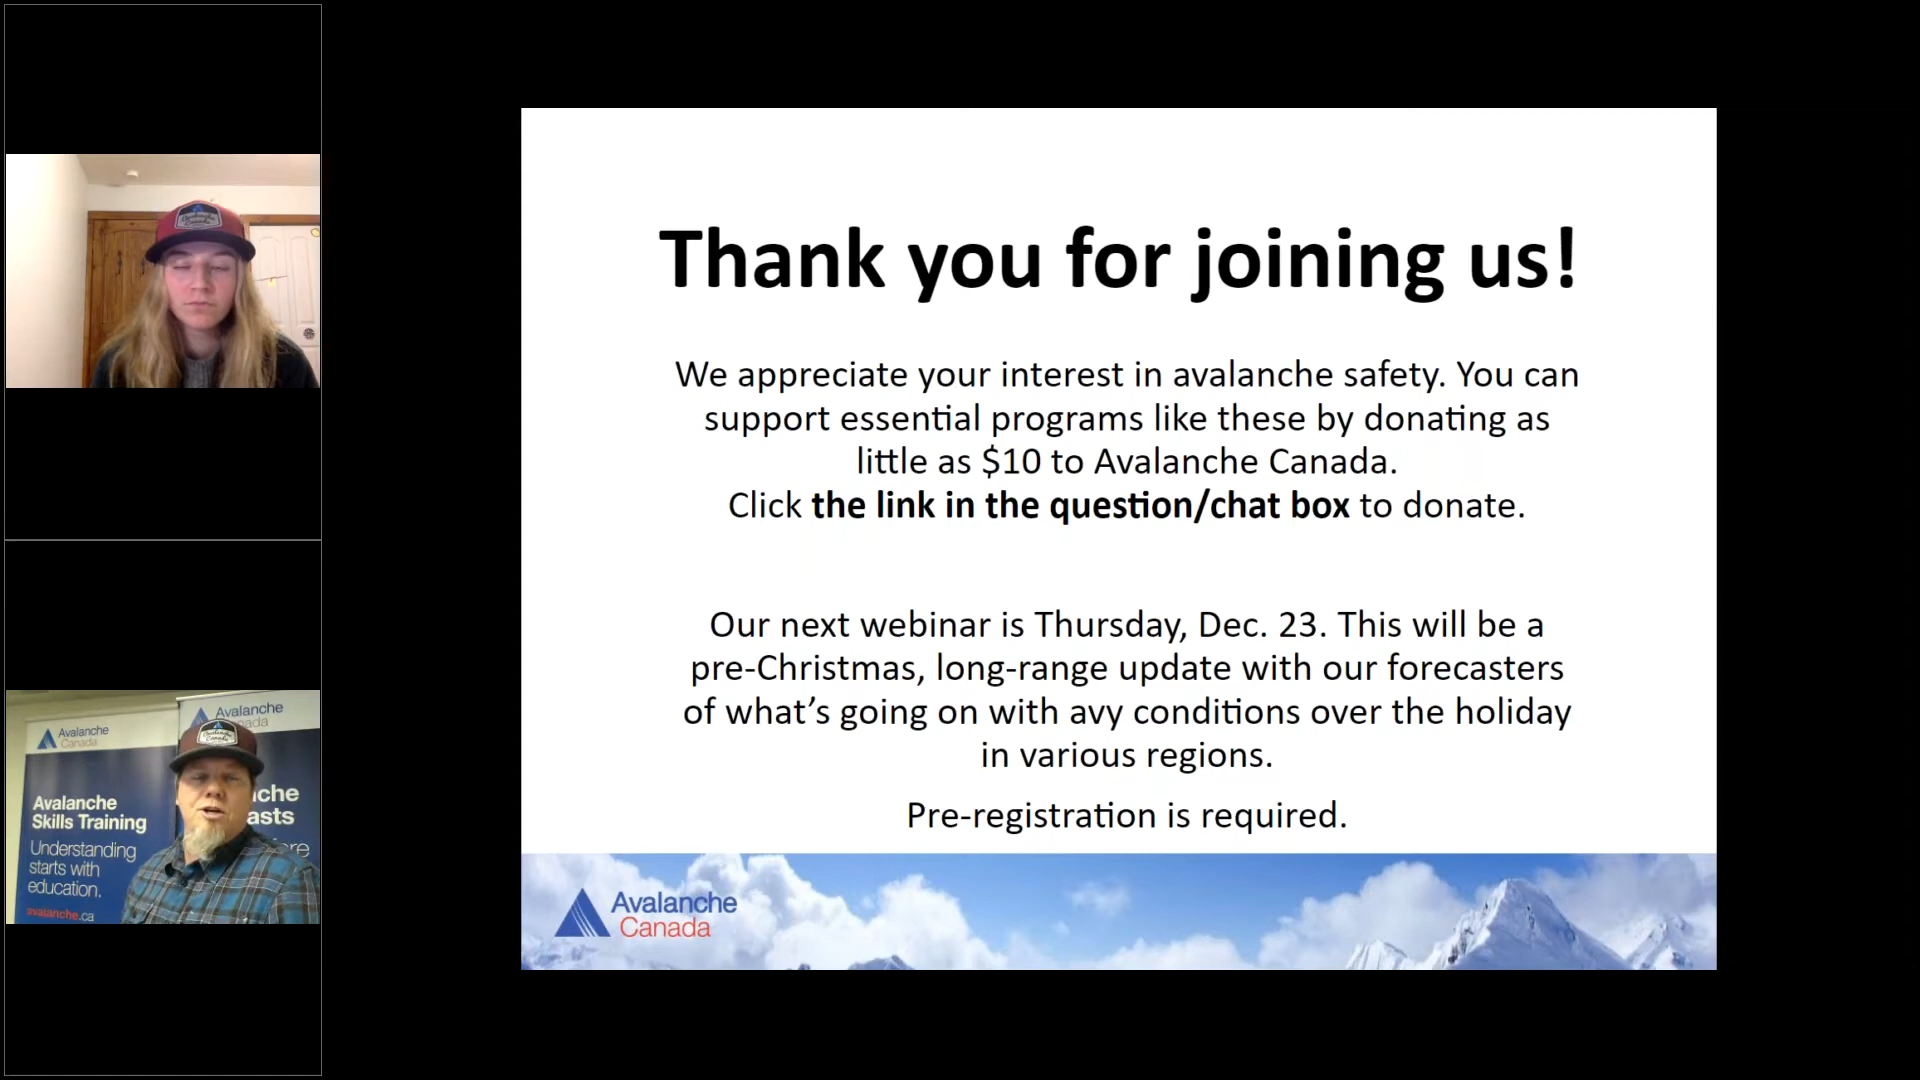 Thank you for joining us!
We appreciate your interest in avalanche safety. You can
support essential programs like these by donating as
little as $10 to Avalanche Canada.
Click the link in the question/chat box to donate.
Our next webinar is Thursday, Dec. 23. This will be a
pre-Christmas, long-range update with our forecasters
of what’s going on with avy conditions over the holiday
in various regions.
Pre-registration is required.
Avalanche
Canada
Avalanche
Canada
Avalanche
Canada
Avalanche
Skills Training
Understanding
starts with
education.
avalanche.ca
Avalanche